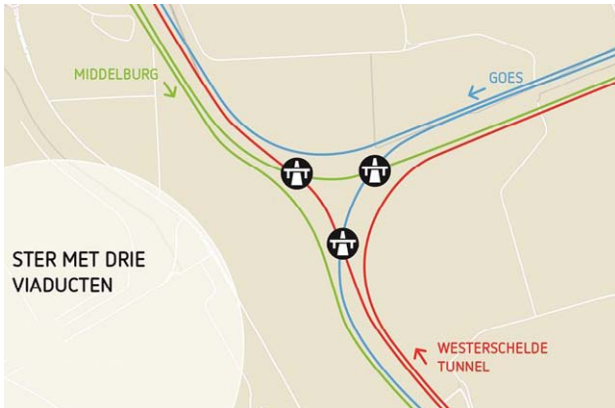 MIDDELBURG
GOES
STER MET DRIE
VIADUCTEN
WESTERSCHELDE
TUNNEL